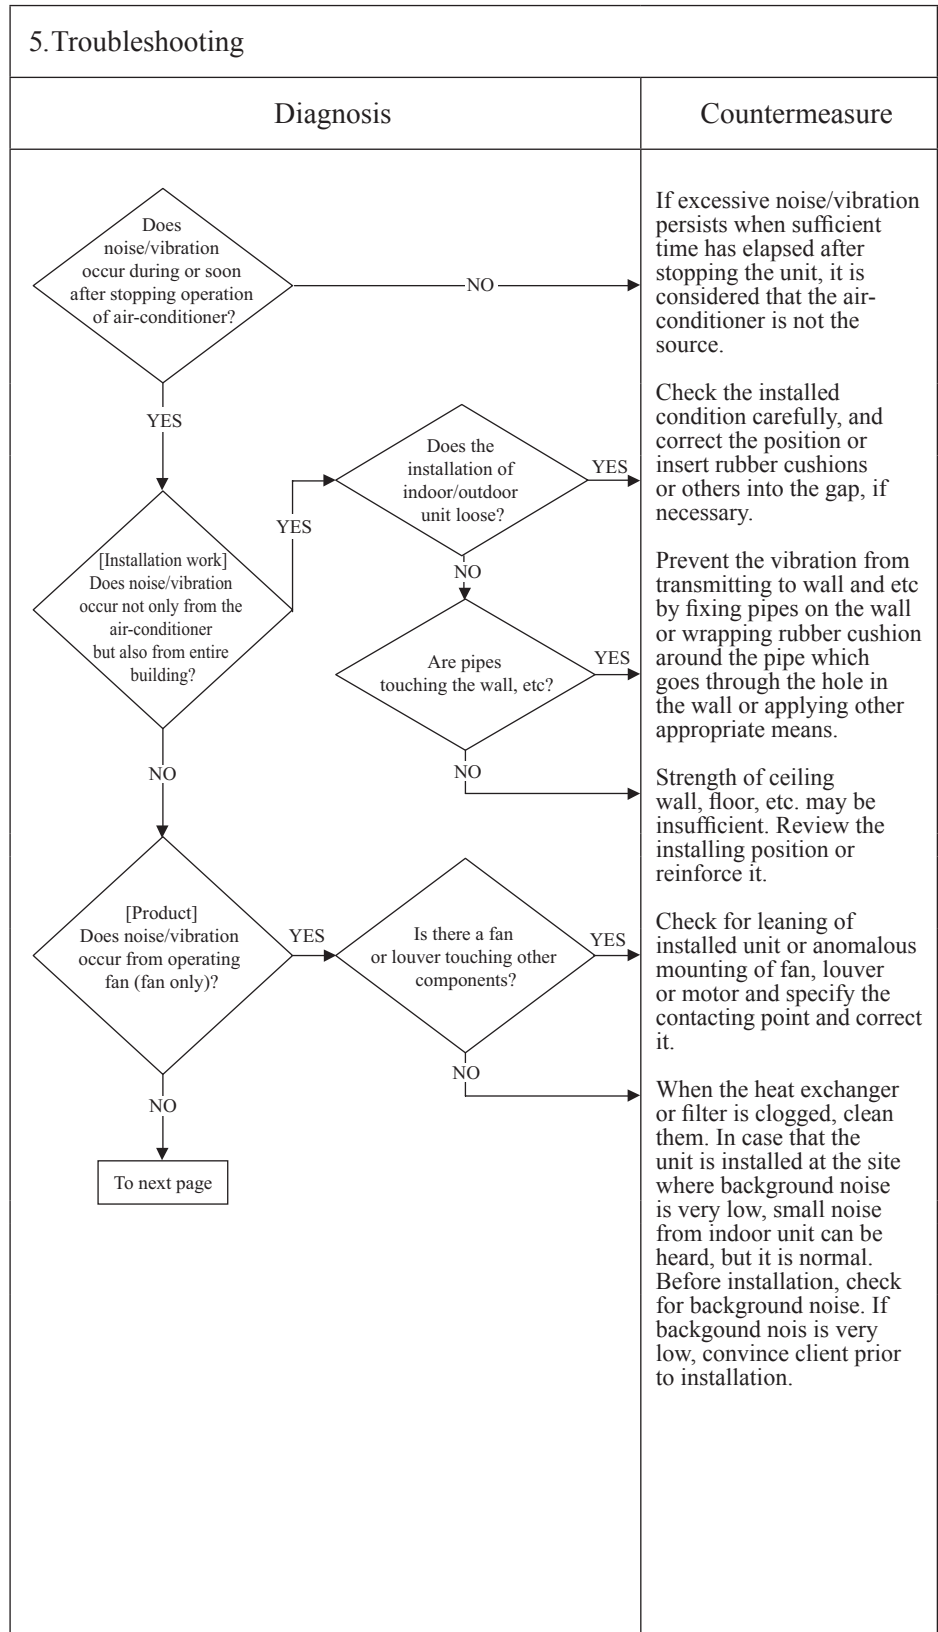 5.Troubleshooting
Diagnosis
Countermeasure
Does
noise/vibration
occur during or soon
after stopping operation
of air-conditioner?
NO
If excessive noise/vibration
persists when sufficient
time has elapsed after
stopping the unit, it is
considered that the air-
conditioner is not the
source.
YES
[Installation work]
Does noise/vibration
occur not only from the
air-conditioner
but also from entire
building?
YES
Does the
installation of
indoor/outdoor
unit loose?
YES
Check the installed
condition carefully, and
correct the position or
insert rubber cushions
or others into the gap, if
necessary.
NO
Are pipes
touching the wall, etc?
YES
Prevent the vibration from
transmitting to wall and etc
by fixing pipes on the wall
or wrapping rubber cushion
around the pipe which
goes through the hole in
the wall or applying other
appropriate means.
NO
Strength of ceiling
wall, floor, etc. may be
insufficient. Review the
installing position or
reinforce it.
NO
[Product]
Does noise/vibration
occur from operating
fan (fan only)?
YES
Is there a fan
or louver touching other
components?
YES
Check for leaning of
installed unit or anomalous
mounting of fan, louver
or motor and specify the
contacting point and correct
it.
NO
When the heat exchanger
or filter is clogged, clean
them. In case that the
unit is installed at the site
where background noise
is very low, small noise
from indoor unit can be
heard, but it is normal.
Before installation, check
for background noise. If
backgound nois is very
low, convince client prior
to installation.
NO
To next page